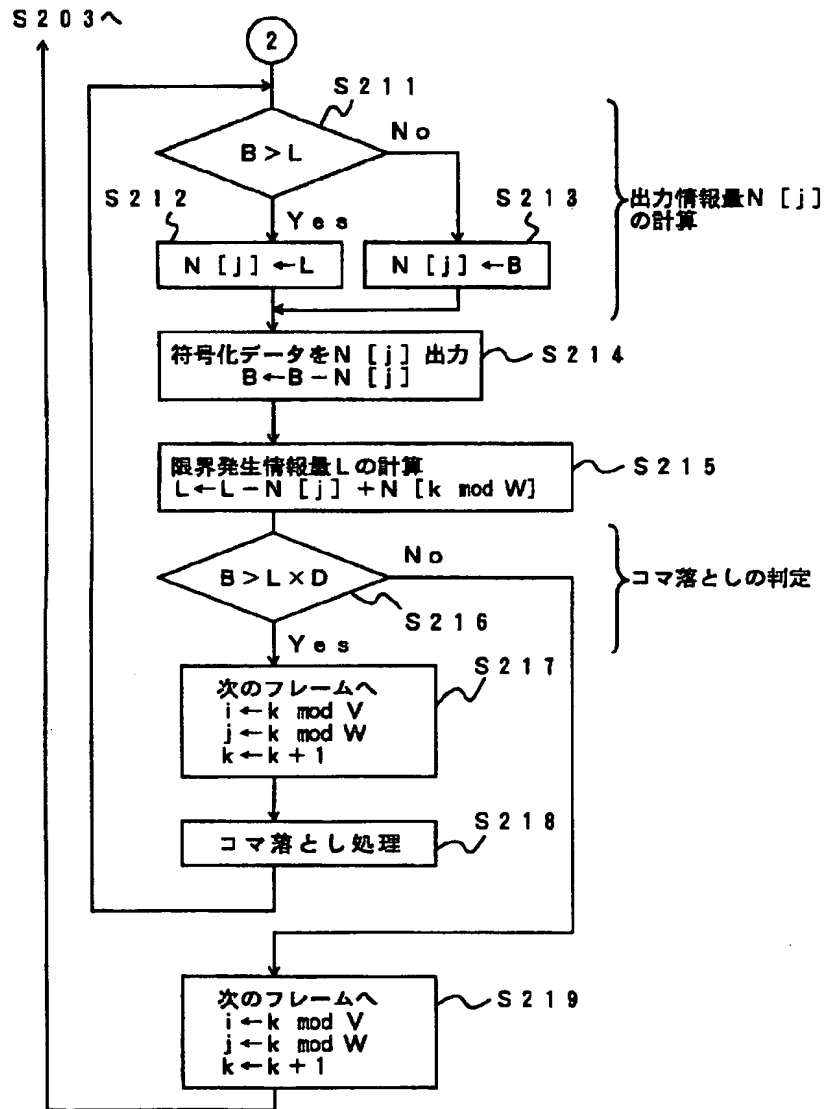 S203へ
2
S211
B>L
No
S212
Yes
S213
N[j]←L
N[j]←B
出力情報量N[j]
の計算
符号化データをN[j]出力
B←B-N[j]
S214
限界発生情報量Lの計算
L←L-N[j]+N[k mod W]
S215
B>L×D
No
コマ落としの判定
S216
Yes
S217
次のフレームへ
i←k mod V
j←k mod W
k←k+1
S218
コマ落とし処理
次のフレームへ
i←k mod V
j←k mod W
k←k+1
S219